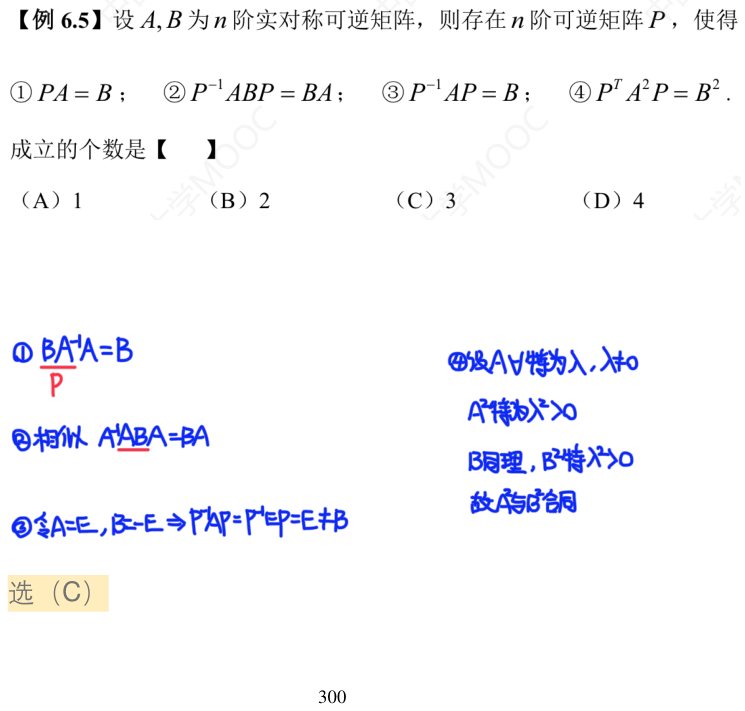 【例 6.5】设 A, B 为 n 阶实对称可逆矩阵，则存在 n 阶可逆矩阵 P ，使得
① PA = B ； ② P⁻¹ABP = BA ； ③ P⁻¹AP = B ； ④ PᵀA²P = B² .
成立的个数是【 】
（A）1 （B）2 （C）3 （D）4
① BA⁻¹A=B
P
②相似 A⁻¹ABA=BA
③令A=E, B=-E ⇒ P⁻¹AP=P⁻¹EP=E≠B
④设A∀特为λ, λ≠0
A²特为λ²>0
B同理, B²特λ²>0
故A²与B²合同
选（C）
300